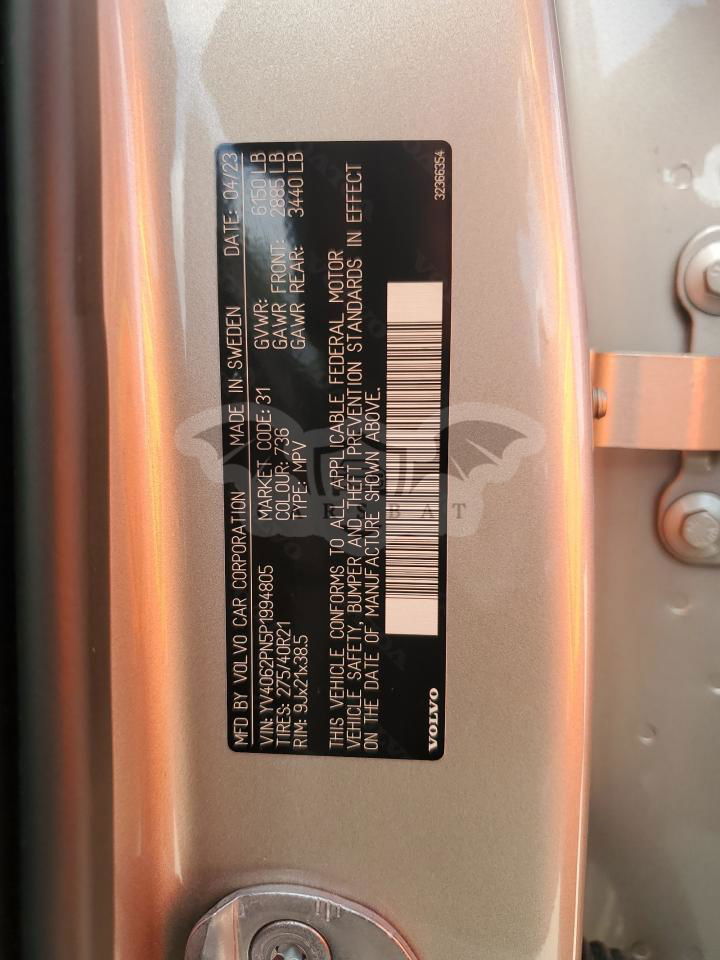 MFD BY VOLVO CAR CORPORATION MADE IN SWEDEN DATE: 04/23
VIN: YV4062PN5P1994805 MARKET CODE: 31 GVWR: 6150 LB
TIRES: 275/40R21 COLOUR: 736 GAWR FRONT: 2885 LB
RIM: 9Jx21x38.5 TYPE: MPV GAWR REAR: 3440 LB
THIS VEHICLE CONFORMS TO ALL APPLICABLE FEDERAL MOTOR
VEHICLE SAFETY, BUMPER AND THEFT PREVENTION STANDARDS IN EFFECT
ON THE DATE OF MANUFACTURE SHOWN ABOVE.
VOLVO 32366354